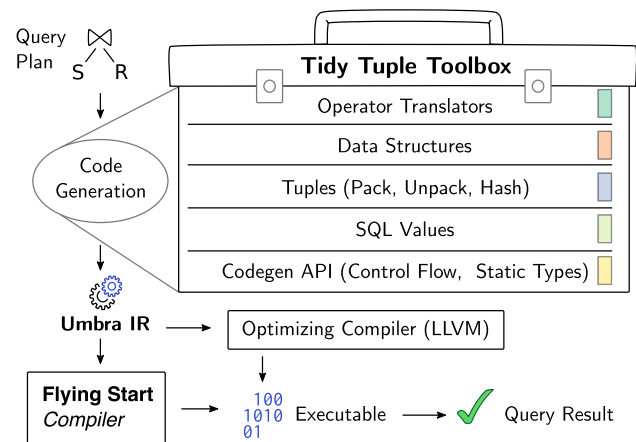 Query
Plan
S R
Tidy Tuple Toolbox
Operator Translators
Data Structures
Tuples (Pack, Unpack, Hash)
SQL Values
Codegen API (Control Flow, Static Types)
Code
Generation
Umbra IR
Optimizing Compiler (LLVM)
Flying Start
Compiler
100
1010
01
Executable
Query Result